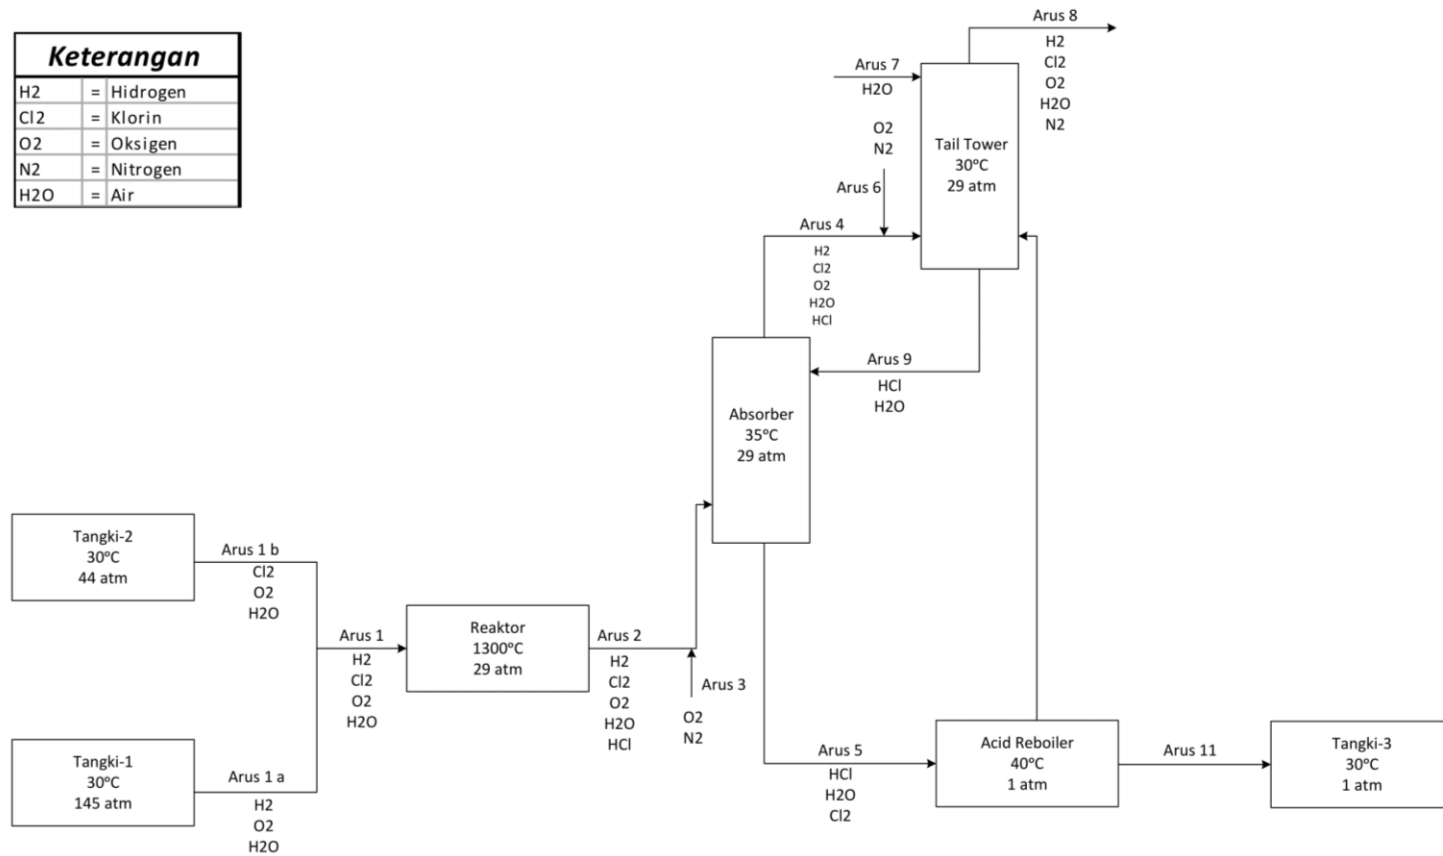 Keterangan
H2 = Hidrogen
Cl2 = Klorin
O2 = Oksigen
N2 = Nitrogen
H2O = Air
Arus 8
H2
Cl2
O2
H2O
N2
Arus 7
H2O
O2
N2
Arus 6
Tail Tower
30°C
29 atm
Arus 4
H2
Cl2
O2
H2O
HCl
Arus 9
HCl
H2O
Absorber
35°C
29 atm
Tangki-2
30°C
44 atm
Arus 1 b
Cl2
O2
H2O
Arus 1
H2
Cl2
O2
H2O
Reaktor
1300°C
29 atm
Arus 2
H2
Cl2
O2
H2O
HCl
Arus 3
O2
N2
Tangki-1
30°C
145 atm
Arus 1 a
H2
O2
H2O
Arus 5
HCl
H2O
Cl2
Acid Reboiler
40°C
1 atm
Arus 11
Tangki-3
30°C
1 atm